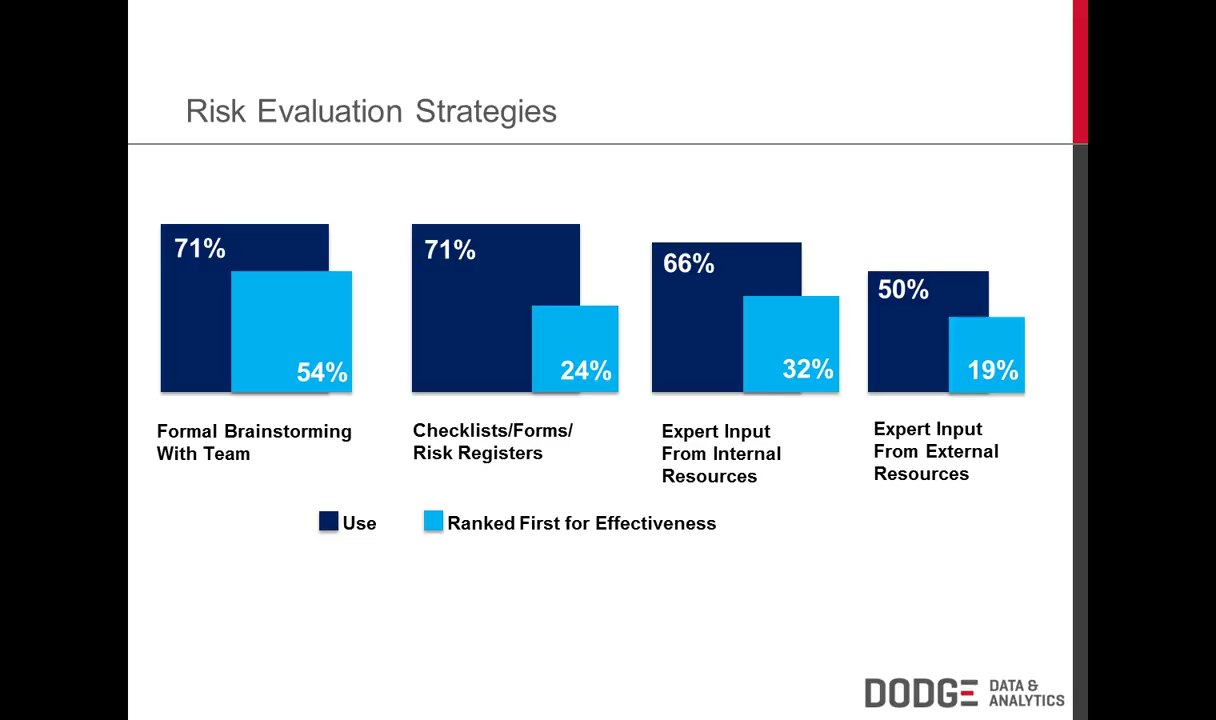 Risk Evaluation Strategies
71%
54%
71%
24%
66%
32%
50%
19%
Formal Brainstorming
With Team
Checklists/Forms/
Risk Registers
Expert Input
From Internal
Resources
Expert Input
From External
Resources
Use
Ranked First for Effectiveness
DODGE DATA &
ANALYTICS